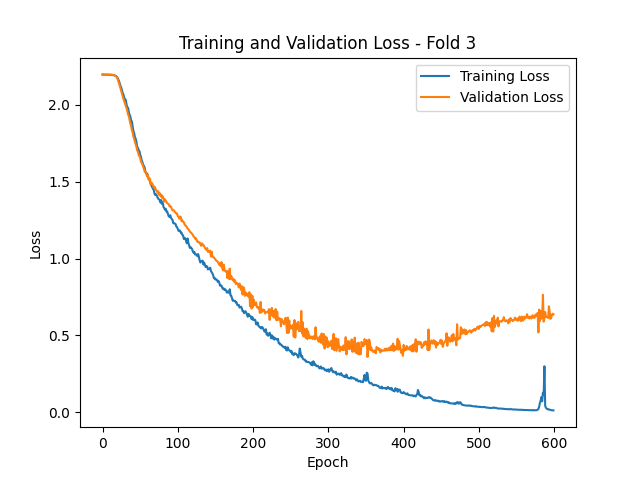 Training and Validation Loss - Fold 3
Training Loss
Validation Loss
Loss
2.0
1.5
1.0
0.5
0.0
0 100 200 300 400 500 600
Epoch